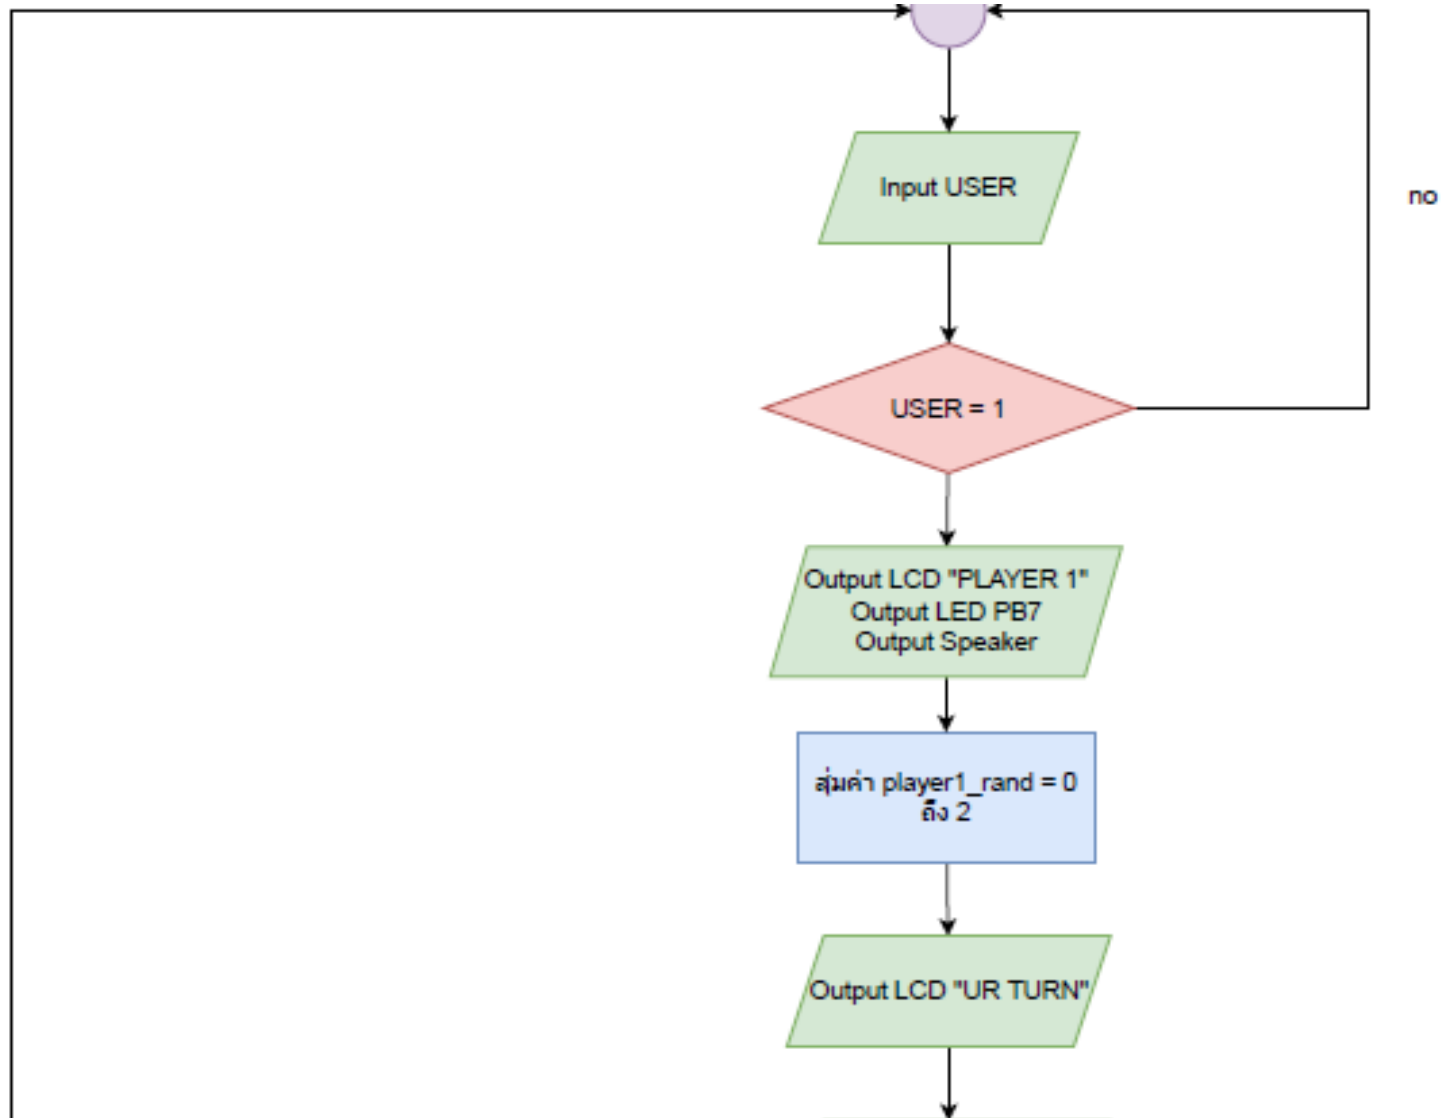 Input USER
no
USER = 1
Output LCD "PLAYER 1"
Output LED PB7
Output Speaker
สุ่มค่า player1_rand = 0
ถึง 2
Output LCD "UR TURN"